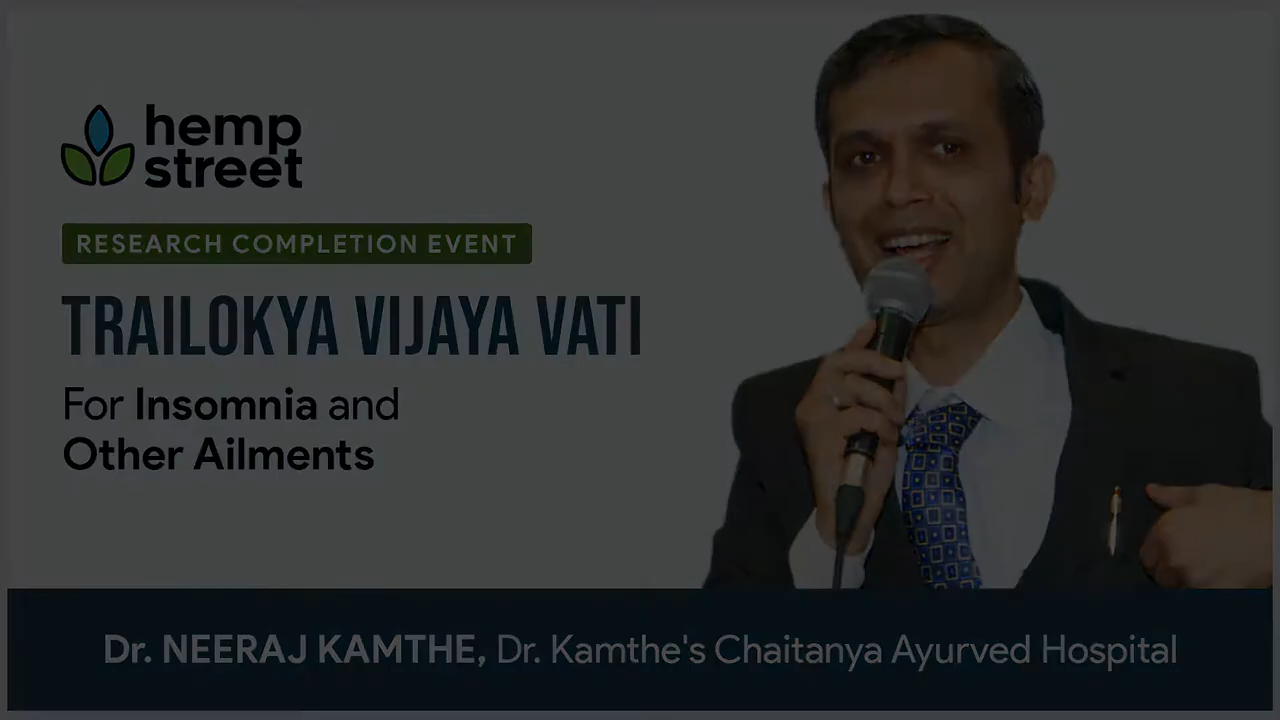 hemp
street
RESEARCH COMPLETION EVENT
TRAILOKYA VIJAYA VATI
For Insomnia and
Other Ailments
Dr. NEERAJ KAMTHE, Dr. Kamthe's Chaitanya Ayurved Hospital